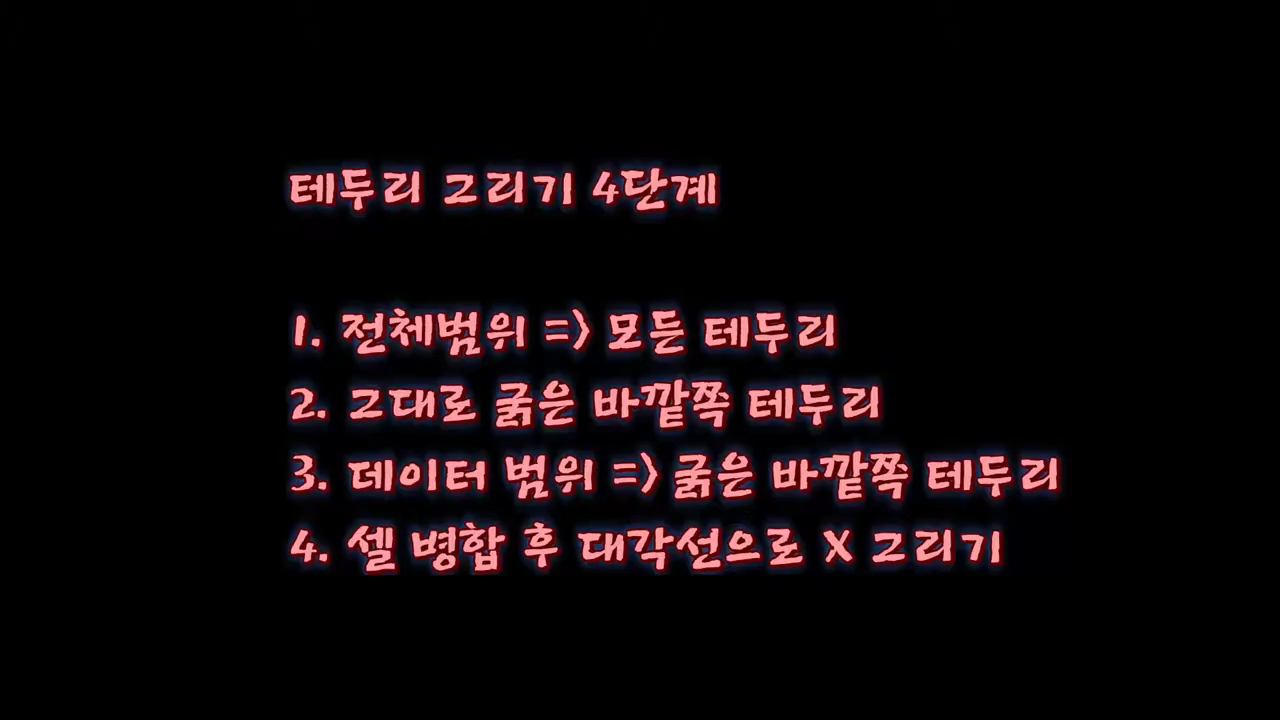 테두리 그리기 4단계
1. 전체범위 => 모든 테두리
2. 그대로 굵은 바깥쪽 테두리
3. 데이터 범위 => 굵은 바깥쪽 테두리
4. 셀 병합 후 대각선으로 X 그리기